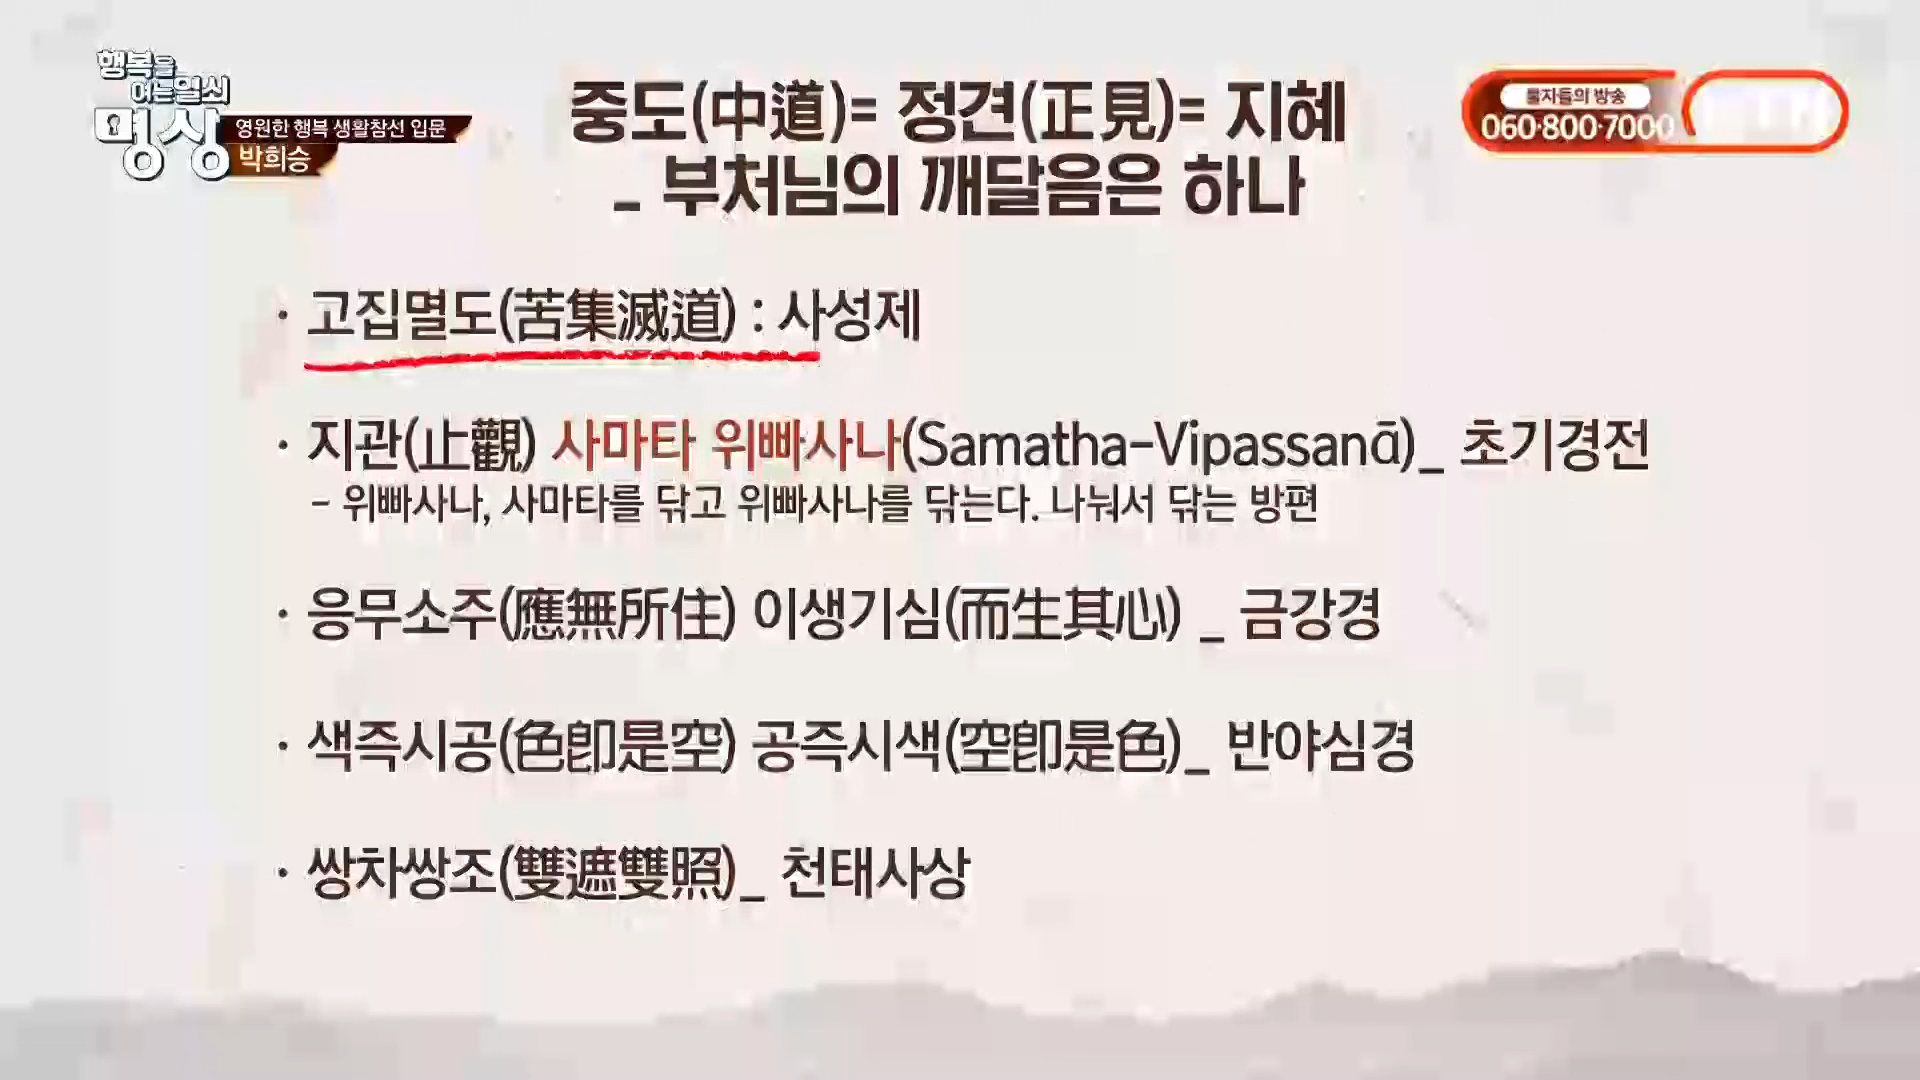 행복을
여는열쇠
명상
영원한 행복 생활참선 입문
박희승
불자들의 방송
060·800·7000
중도(中道)= 정견(正見)= 지혜
_ 부처님의 깨달음은 하나
· 고집멸도(苦集滅道) : 사성제
· 지관(止觀) 사마타 위빠사나(Samatha-Vipassanā)_ 초기경전
- 위빠사나, 사마타를 닦고 위빠사나를 닦는다. 나눠서 닦는 방편
· 응무소주(應無所住) 이생기심(而生其心) _ 금강경
· 색즉시공(色卽是空) 공즉시색(空卽是色)_ 반야심경
· 쌍차쌍조(雙遮雙照)_ 천태사상